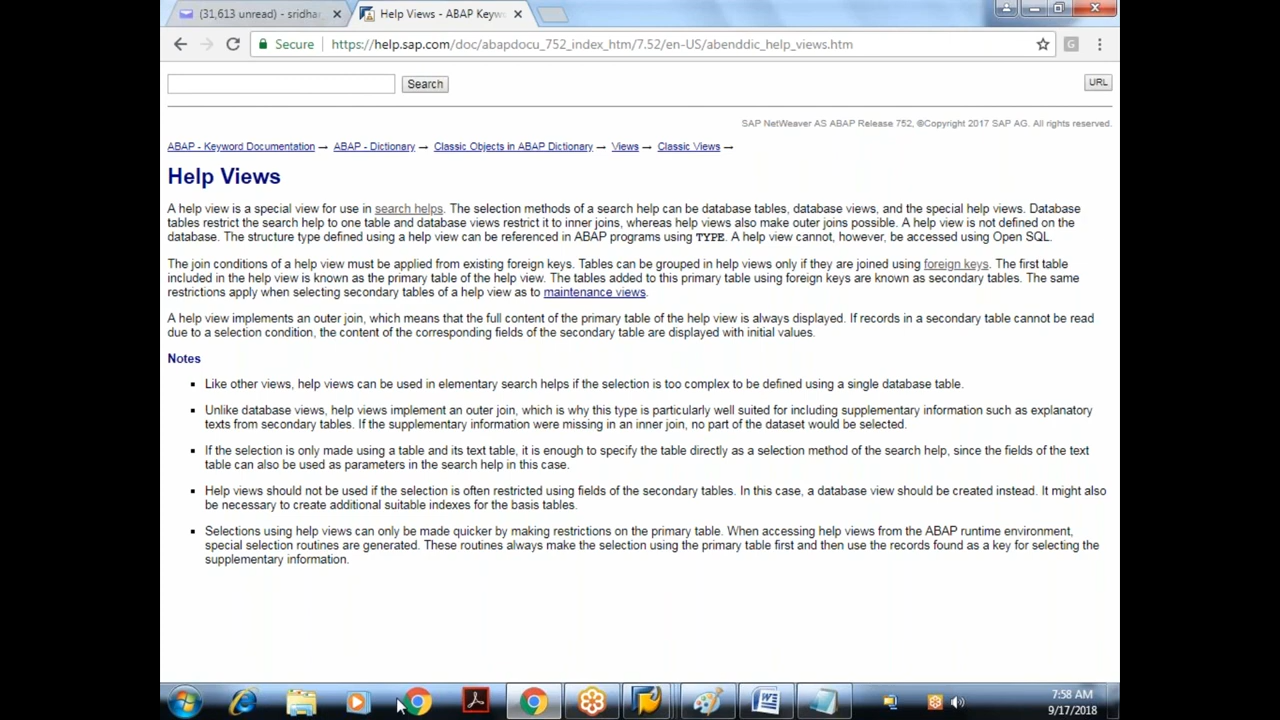 (31,613 unread) - sridha
Help Views - ABAP Keyw
Secure
https://help.sap.com/doc/abapdocu_752_index_htm/7.52/en-US/abenddic_help_views.htm
G
Search
URL
SAP NetWeaver AS ABAP Release 752, ©Copyright 2017 SAP AG. All rights reserved.
ABAP - Keyword Documentation → ABAP - Dictionary → Classic Objects in ABAP Dictionary → Views → Classic Views →
Help Views
A help view is a special view for use in search helps. The selection methods of a search help can be database tables, database views, and the special help views. Database
tables restrict the search help to one table and database views restrict it to inner joins, whereas help views also make outer joins possible. A help view is not defined on the
database. The structure type defined using a help view can be referenced in ABAP programs using TYPE. A help view cannot, however, be accessed using Open SQL.
The join conditions of a help view must be applied from existing foreign keys. Tables can be grouped in help views only if they are joined using foreign keys. The first table
included in the help view is known as the primary table of the help view. The tables added to this primary table using foreign keys are known as secondary tables. The same
restrictions apply when selecting secondary tables of a help view as to maintenance views.
A help view implements an outer join, which means that the full content of the primary table of the help view is always displayed. If records in a secondary table cannot be read
due to a selection condition, the content of the corresponding fields of the secondary table are displayed with initial values.
Notes
▪ Like other views, help views can be used in elementary search helps if the selection is too complex to be defined using a single database table.
▪ Unlike database views, help views implement an outer join, which is why this type is particularly well suited for including supplementary information such as explanatory
texts from secondary tables. If the supplementary information were missing in an inner join, no part of the dataset would be selected.
▪ If the selection is only made using a table and its text table, it is enough to specify the table directly as a selection method of the search help, since the fields of the text
table can also be used as parameters in the search help in this case.
▪ Help views should not be used if the selection is often restricted using fields of the secondary tables. In this case, a database view should be created instead. It might also
be necessary to create additional suitable indexes for the basis tables.
▪ Selections using help views can only be made quicker by making restrictions on the primary table. When accessing help views from the ABAP runtime environment,
special selection routines are generated. These routines always make the selection using the primary table first and then use the records found as a key for selecting the
supplementary information.
7:58 AM
9/17/2018